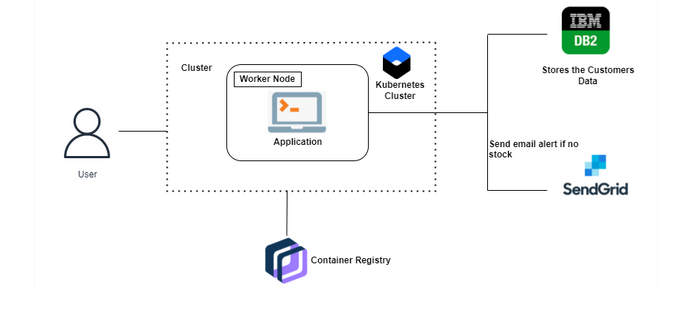 IBM
DB2
Stores the Customers
Data
Cluster
Worker Node
Kubernetes
Cluster
Application
User
Send email alert if no
stock
SendGrid
Container Registry